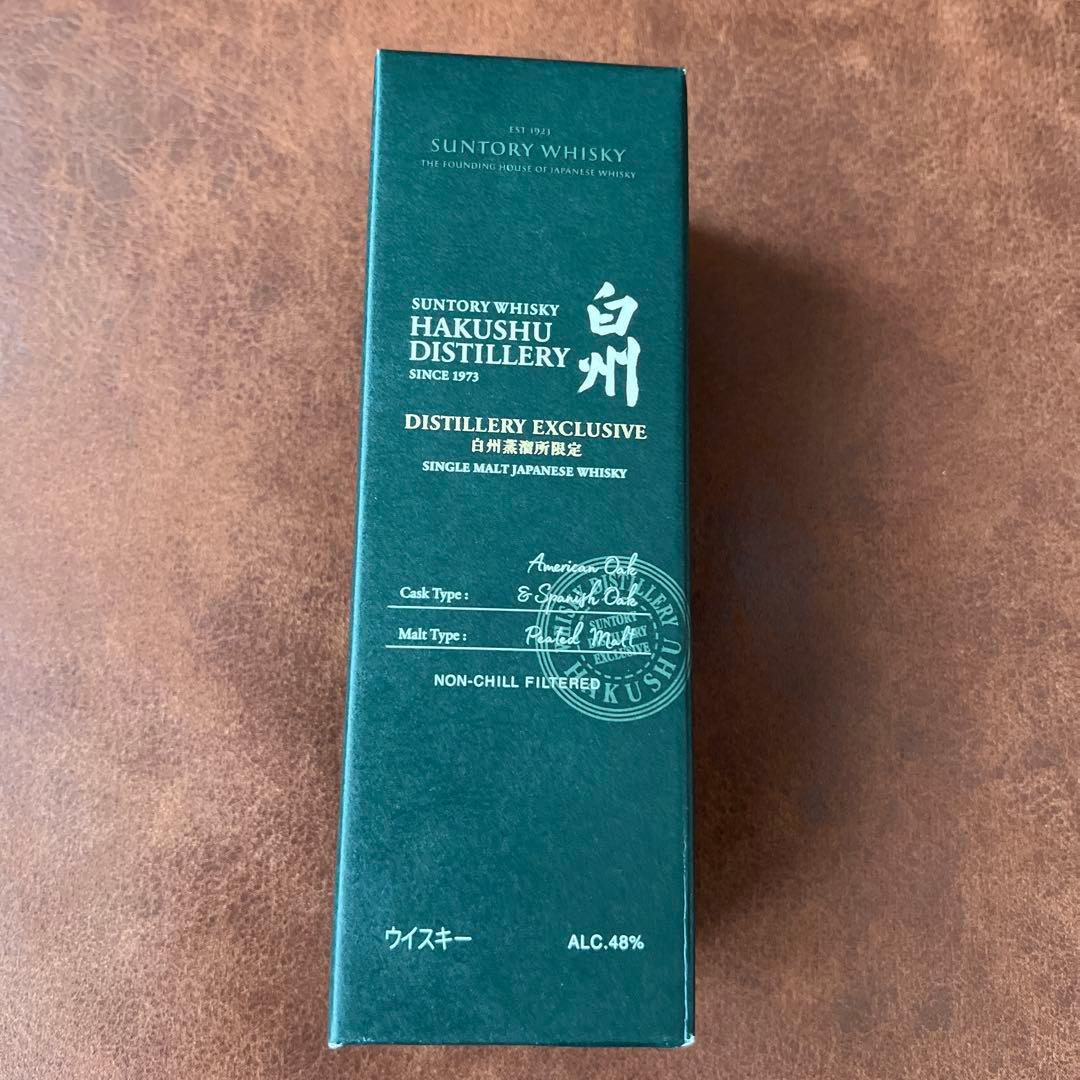 EST 1923
SUNTORY WHISKY
THE FOUNDING HOUSE OF JAPANESE WHISKY
SUNTORY WHISKY
HAKUSHU
DISTILLERY
SINCE 1973
白州
DISTILLERY EXCLUSIVE
白州蒸溜所限定
SINGLE MALT JAPANESE WHISKY
Cask Type : American Oak
& Spanish Oak
Malt Type : Peated Malt
WHISKY DISTILLERY
SUNTORY
DISTILLERY
EXCLUSIVE
HAKUSHU
NON-CHILL FILTERED
ウイスキー
ALC.48%